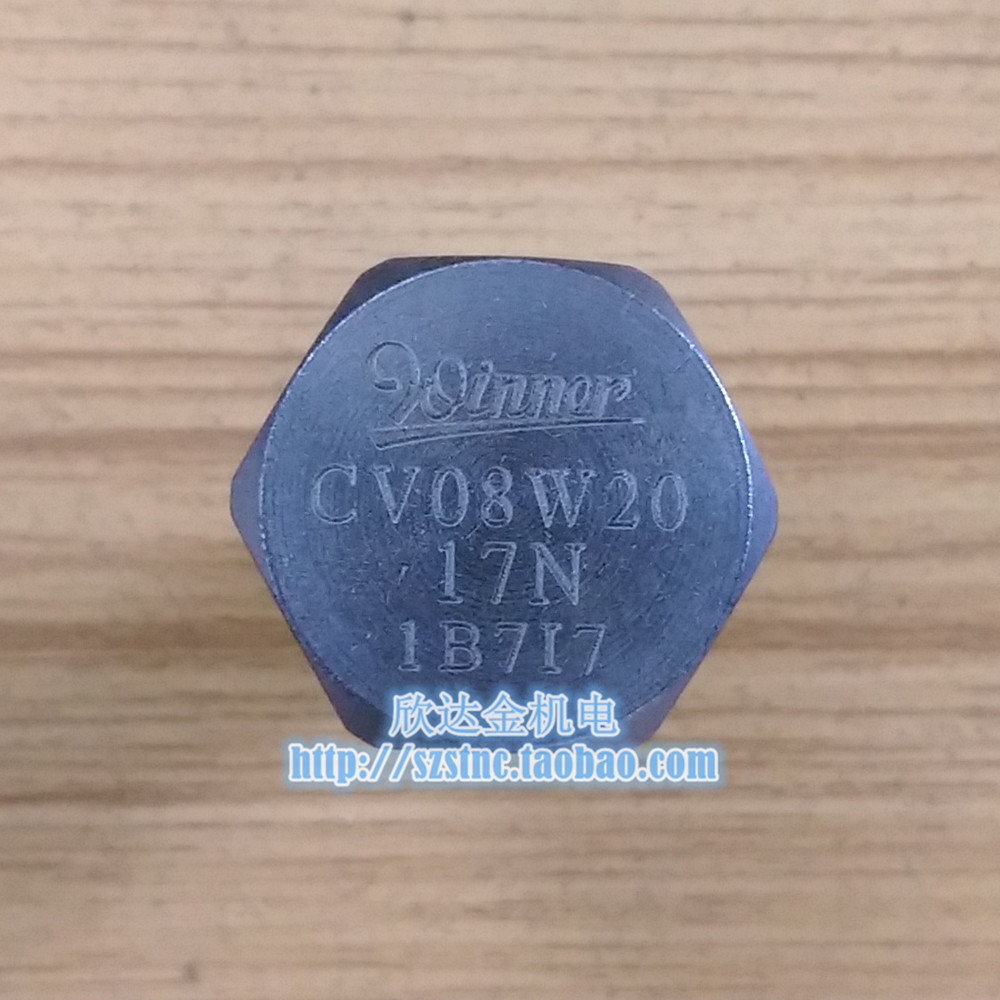 Winner
CV08W20
17N
1B7I7
欣达金机电
http://szstnc.taobao.com